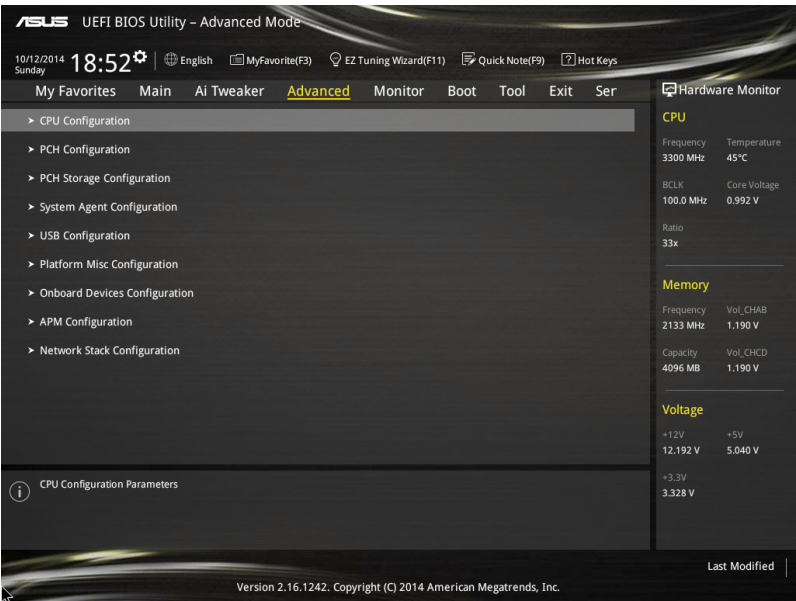 ASUS UEFI BIOS Utility – Advanced Mode
10/12/2014 Sunday 18:52 English MyFavorite(F3) EZ Tuning Wizard(F11) Quick Note(F9) ? Hot Keys
My Favorites Main Ai Tweaker Advanced Monitor Boot Tool Exit Ser
> CPU Configuration
> PCH Configuration
> PCH Storage Configuration
> System Agent Configuration
> USB Configuration
> Platform Misc Configuration
> Onboard Devices Configuration
> APM Configuration
> Network Stack Configuration
CPU Configuration Parameters
Hardware Monitor
CPU
Frequency Temperature
3300 MHz 45°C
BCLK Core Voltage
100.0 MHz 0.992 V
Ratio
33x
Memory
Frequency Vol_CHAB
2133 MHz 1.190 V
Capacity Vol_CHCD
4096 MB 1.190 V
Voltage
+12V +5V
12.192 V 5.040 V
+3.3V
3.328 V
Last Modified
Version 2.16.1242. Copyright (C) 2014 American Megatrends, Inc.